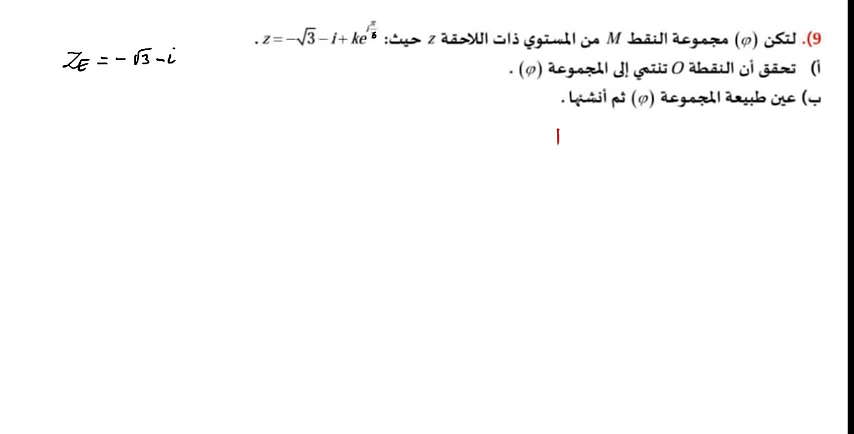 9). لتكن (φ) مجموعة النقط M من المستوي ذات اللاحقة z حيث: z = -√3 - i + ke^{i\frac{π}{6}} .
أ) تحقق أن النقطة O تنتمي إلى المجموعة (φ) .
ب) عين طبيعة المجموعة (φ) ثم أنشئها .
Z_E = -√3 - i